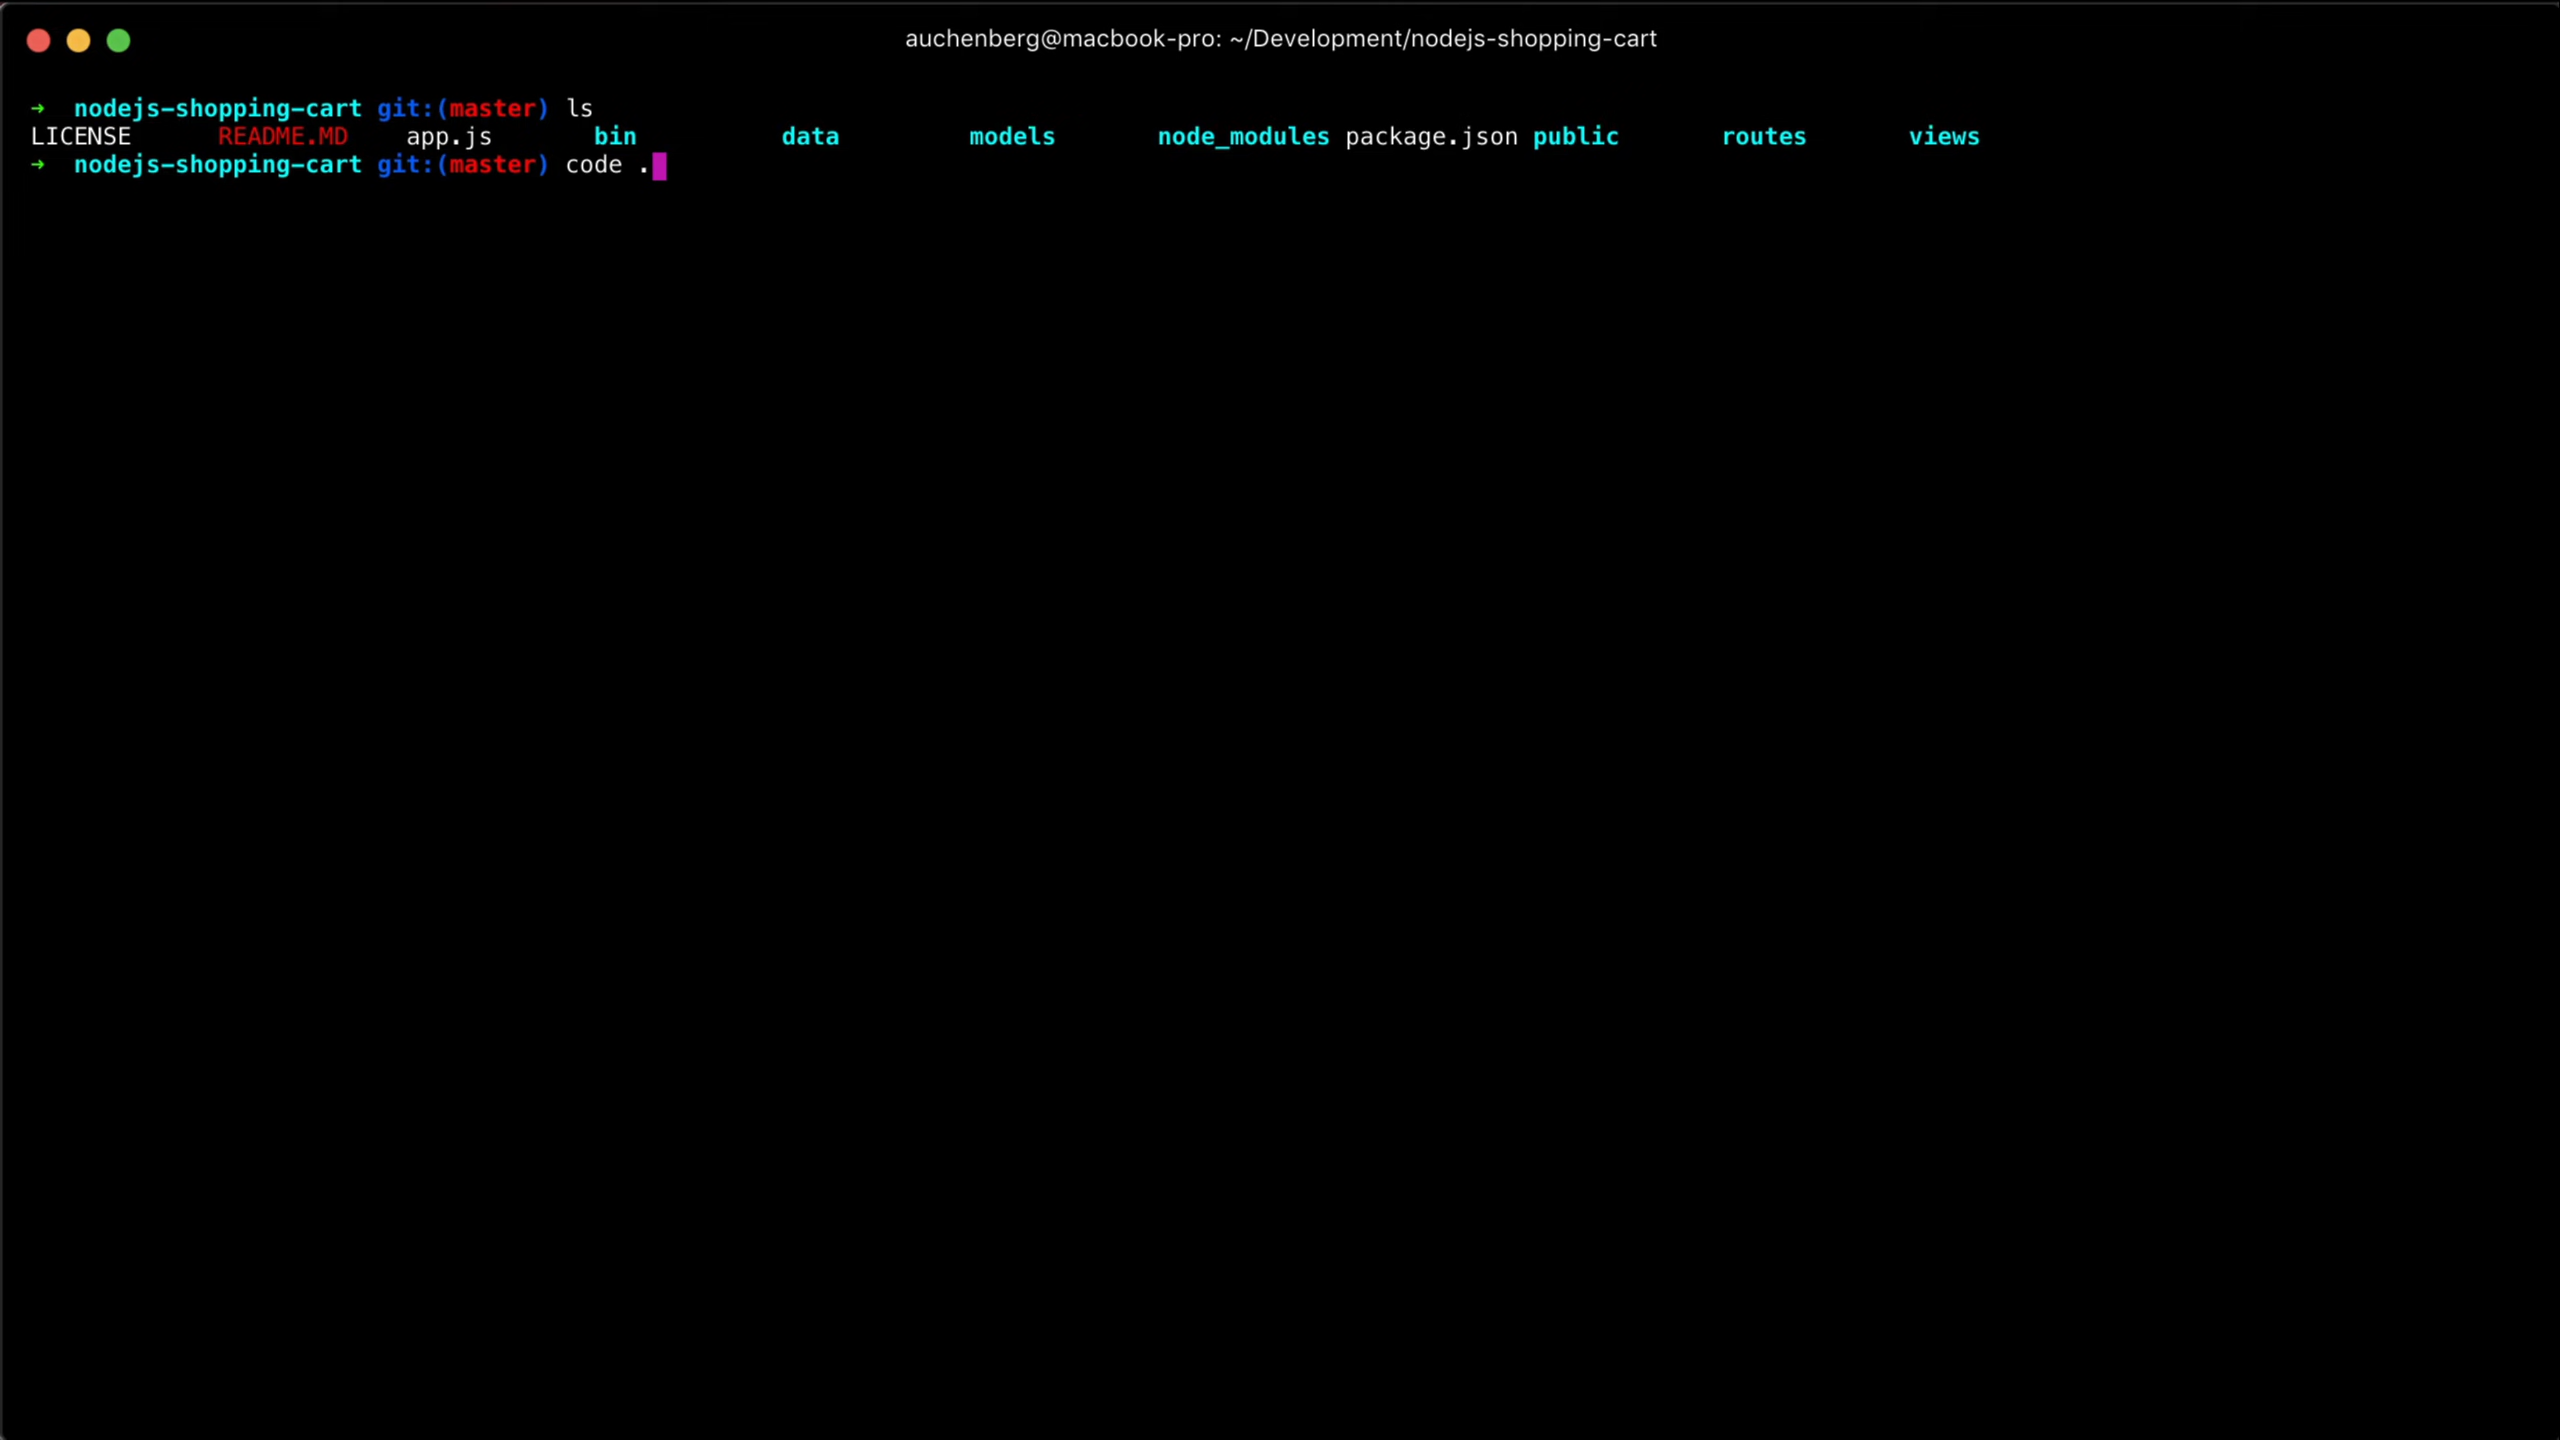 auchenberg@macbook-pro: ~/Development/nodejs-shopping-cart
➜ nodejs-shopping-cart git:(master) ls
LICENSE README.MD app.js bin data models node_modules package.json public routes views
➜ nodejs-shopping-cart git:(master) code .